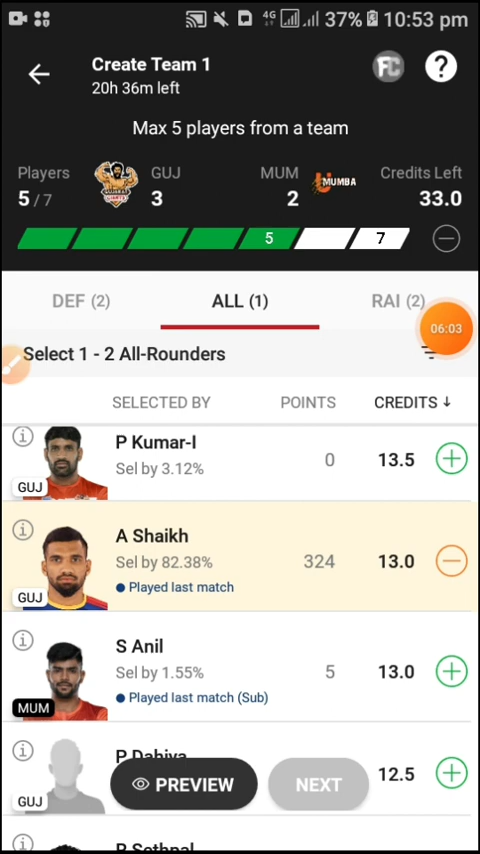 4G 37% 10:53 pm
Create Team 1
20h 36m left
FC ?
Max 5 players from a team
Players GUJ MUM Credits Left
5 / 7 3 2 U MUMBA 33.0
5 7
DEF (2) ALL (1) RAI (2)
06:03
Select 1 - 2 All-Rounders
SELECTED BY POINTS CREDITS ↓
P Kumar-I
Sel by 3.12% 0 13.5
GUJ
A Shaikh
Sel by 82.38% 324 13.0
Played last match
GUJ
S Anil
Sel by 1.55% 5 13.0
Played last match (Sub)
MUM
P Dahiya
12.5
GUJ
PREVIEW NEXT
P Sethpal